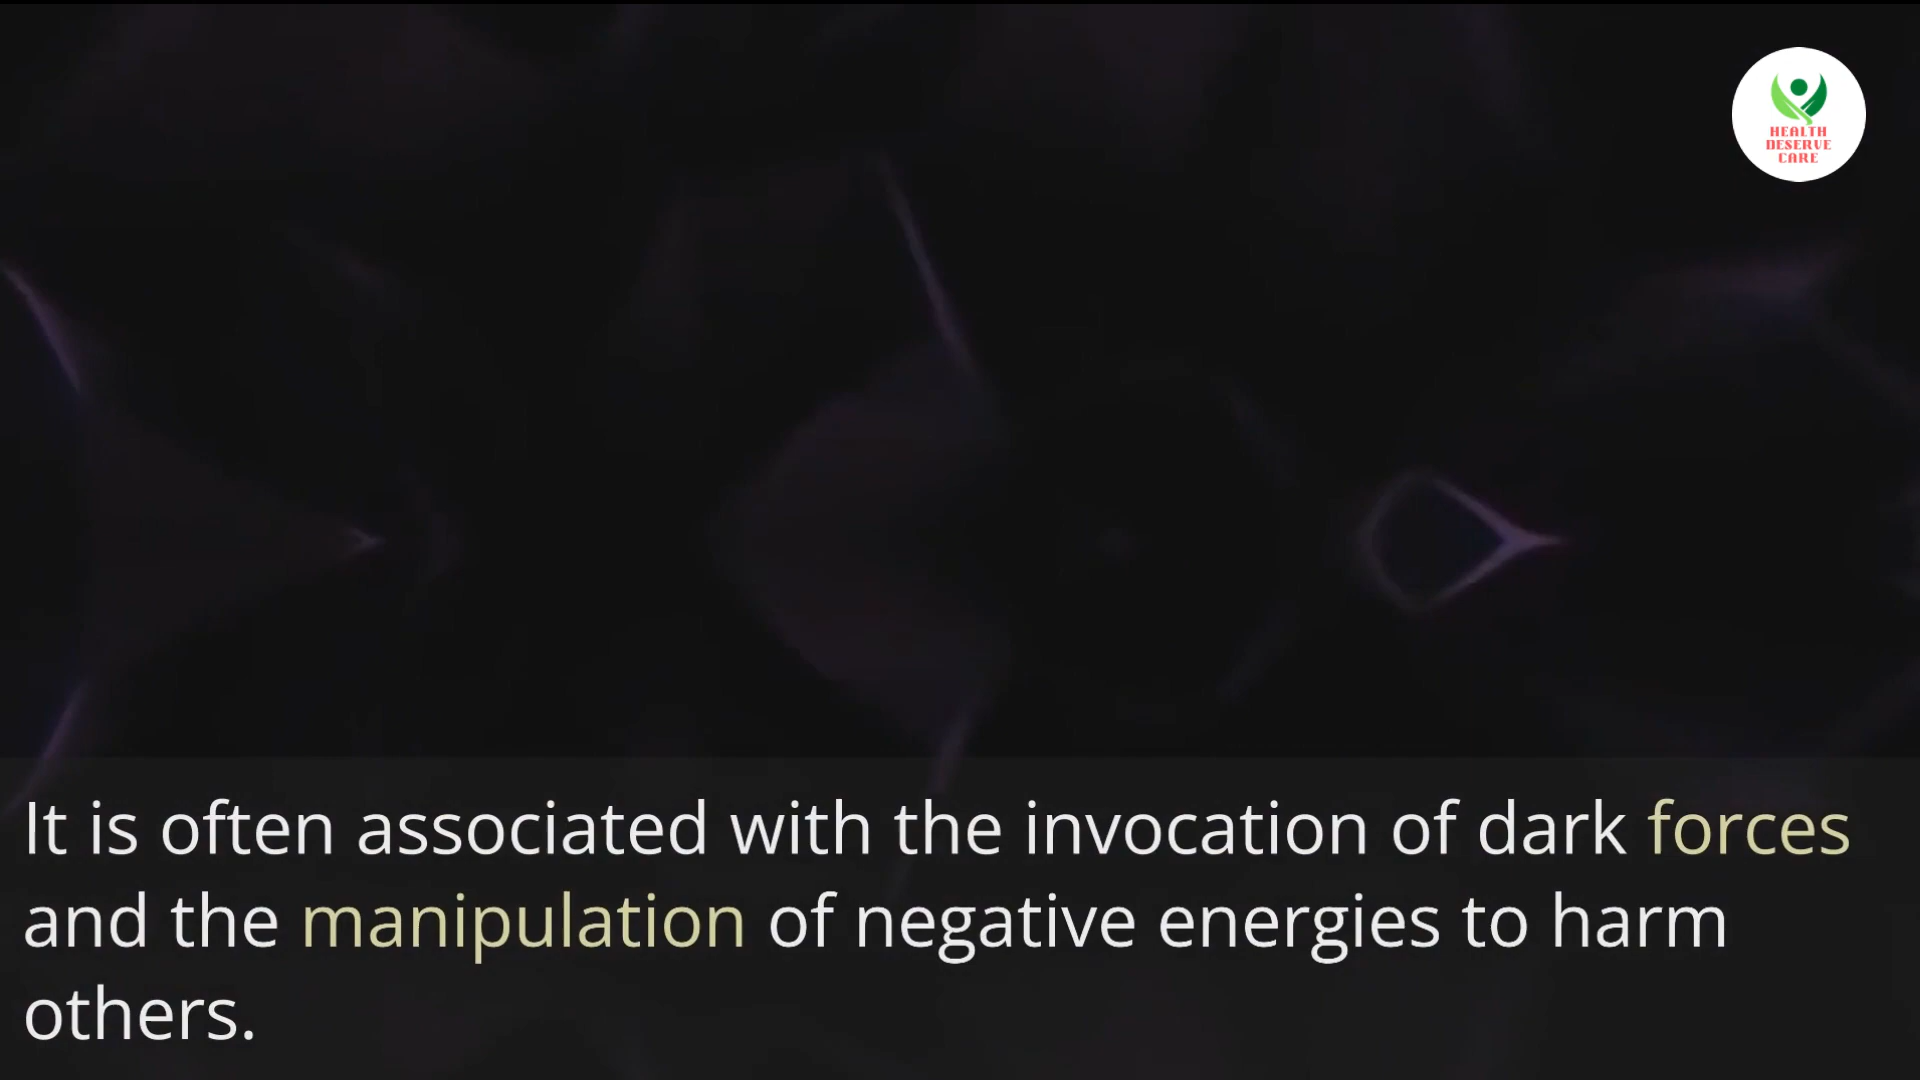 HEALTH
DESERVE
CARE
It is often associated with the invocation of dark forces
and the manipulation of negative energies to harm
others.